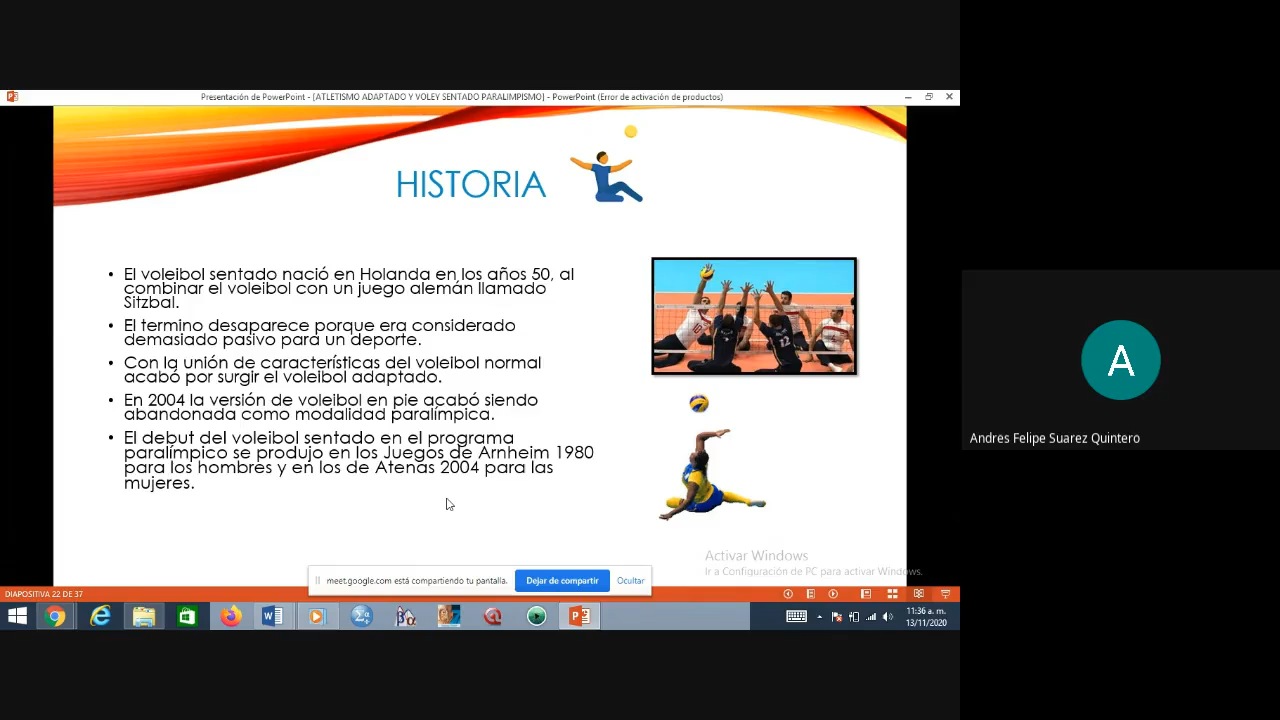 Presentación de PowerPoint - [ATLETISMO ADAPTADO Y VOLEY SENTADO PARALIMPISMO] - PowerPoint (Error de activación de productos)
HISTORIA
• El voleibol sentado nació en Holanda en los años 50, al
combinar el voleibol con un juego alemán llamado
Sitzbal.
• El termino desaparece porque era considerado
demasiado pasivo para un deporte.
• Con la unión de características del voleibol normal
acabó por surgir el voleibol adaptado.
• En 2004 la versión de voleibol en pie acabó siendo
abandonada como modalidad paralímpica.
• El debut del voleibol sentado en el programa
paralímpico se produjo en los Juegos de Arnheim 1980
para los hombres y en los de Atenas 2004 para las
mujeres.
A
Andres Felipe Suarez Quintero
Activar Windows
Ir a Configuración de PC para activar Windows.
meet.google.com está compartiendo tu pantalla.
Dejar de compartir
Ocultar
DIAPOSITIVA 22 DE 37
11:36 a. m.
13/11/2020